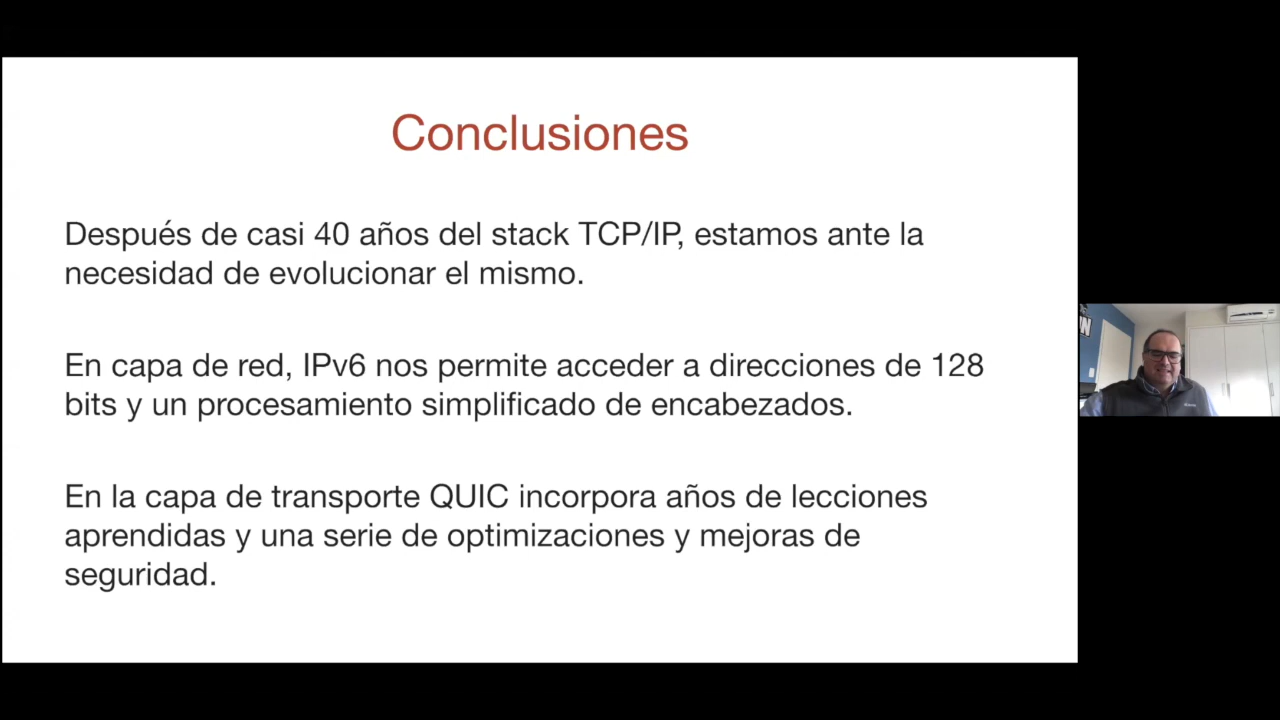 Conclusiones
Después de casi 40 años del stack TCP/IP, estamos ante la
necesidad de evolucionar el mismo.
En capa de red, IPv6 nos permite acceder a direcciones de 128
bits y un procesamiento simplificado de encabezados.
En la capa de transporte QUIC incorpora años de lecciones
aprendidas y una serie de optimizaciones y mejoras de
seguridad.